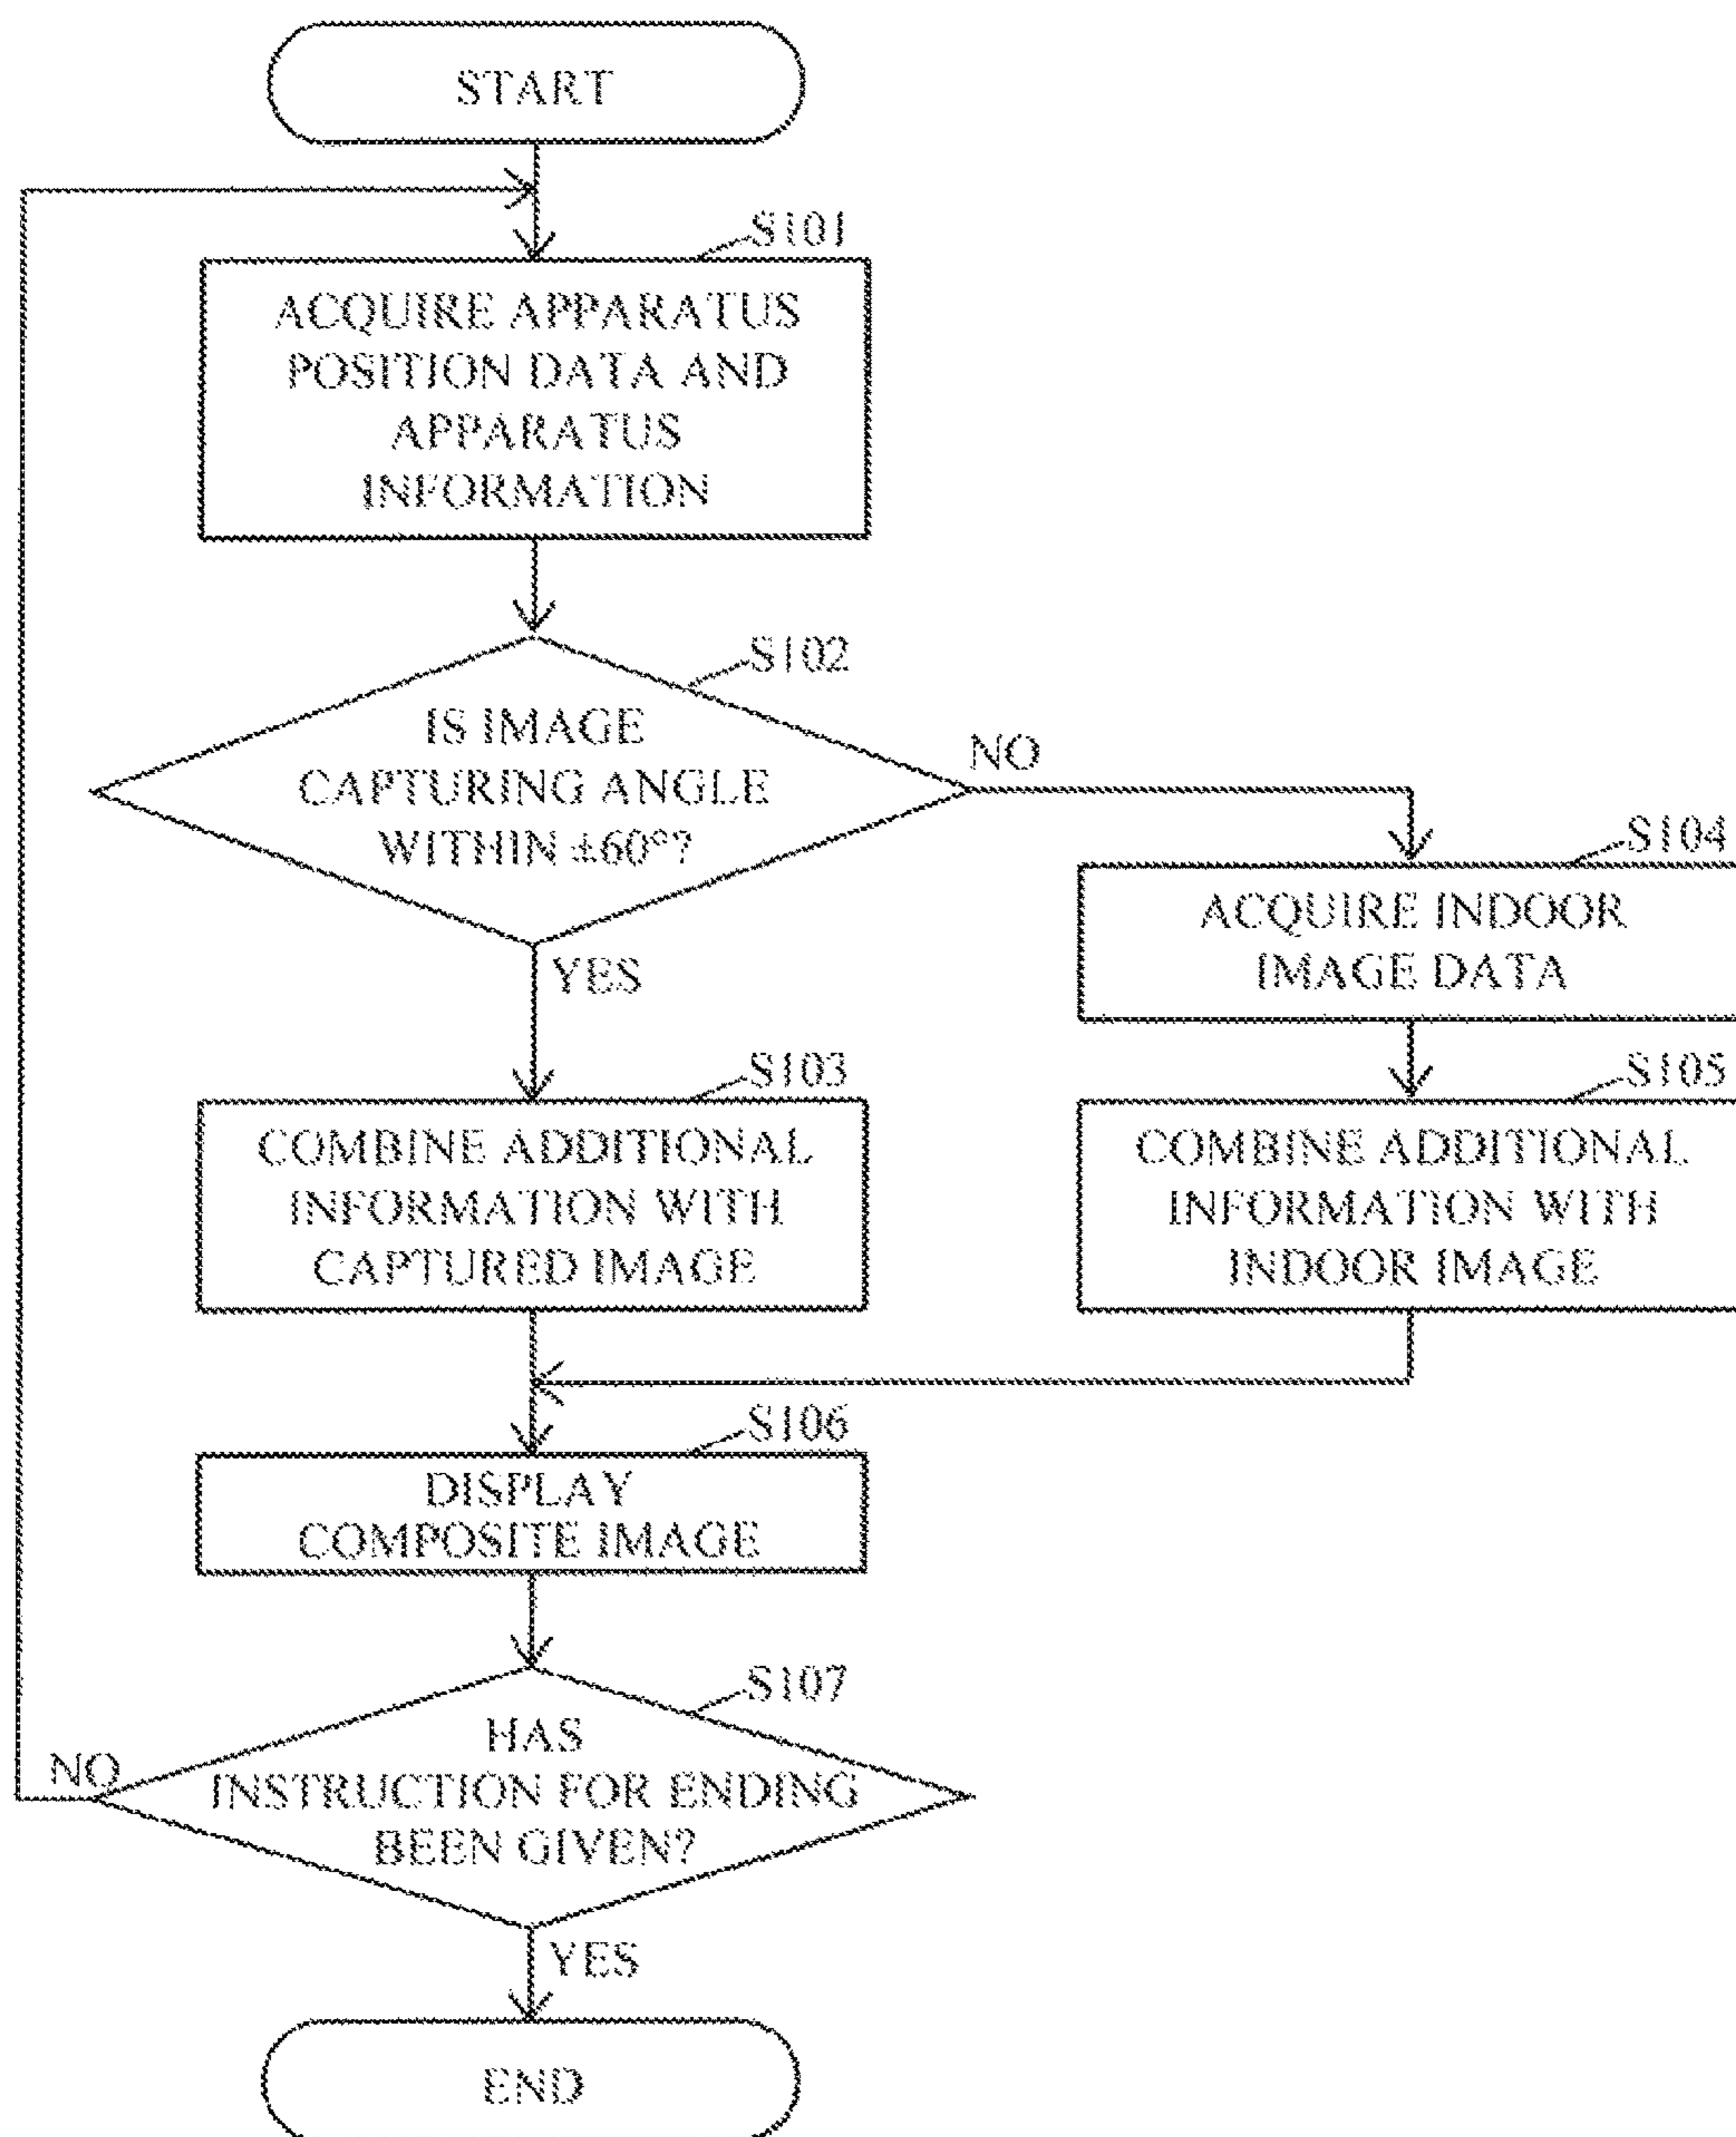 START
S101
ACQUIRE APPARATUS
POSITION DATA AND
APPARATUS
INFORMATION
S102
IS IMAGE
CAPTURING ANGLE
WITHIN ±60°?
NO
YES
S104
ACQUIRE INDOOR
IMAGE DATA
S103
COMBINE ADDITIONAL
INFORMATION WITH
CAPTURED IMAGE
S105
COMBINE ADDITIONAL
INFORMATION WITH
INDOOR IMAGE
S106
DISPLAY
COMPOSITE IMAGE
S107
HAS
INSTRUCTION FOR ENDING
BEEN GIVEN?
NO
YES
END